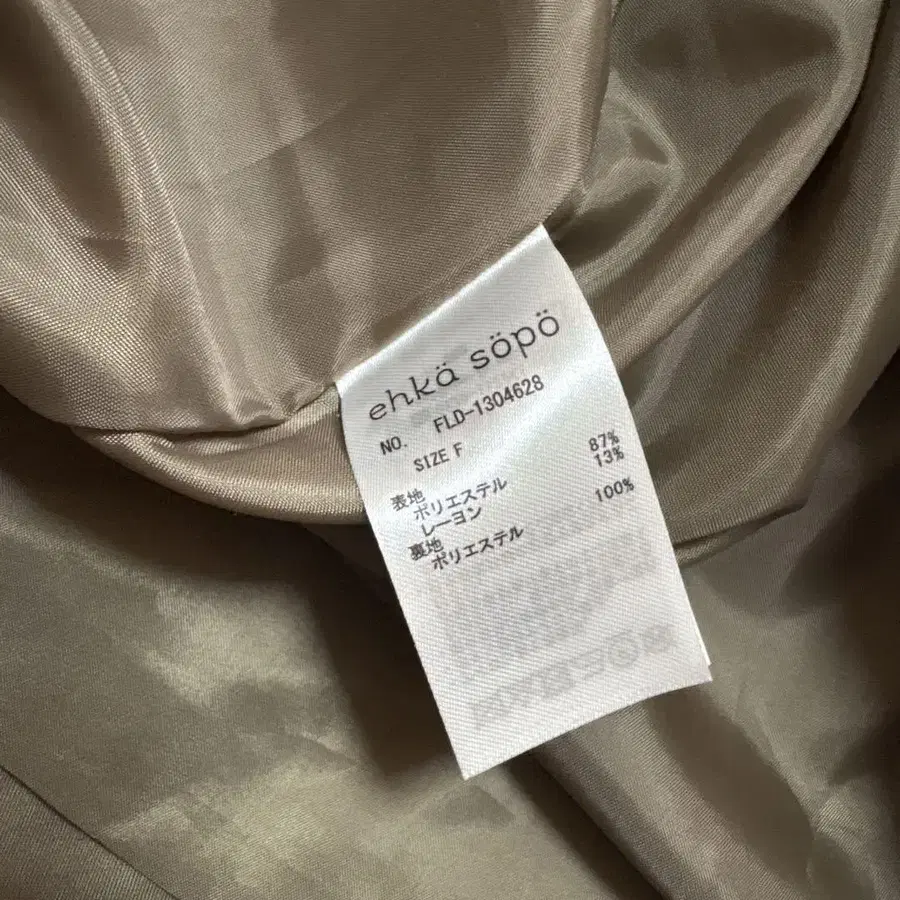 ehkä söpö
NO. FLD-1304628
SIZE F
表地
ポリエステル 87%
レーヨン 13%
裏地
ポリエステル 100%